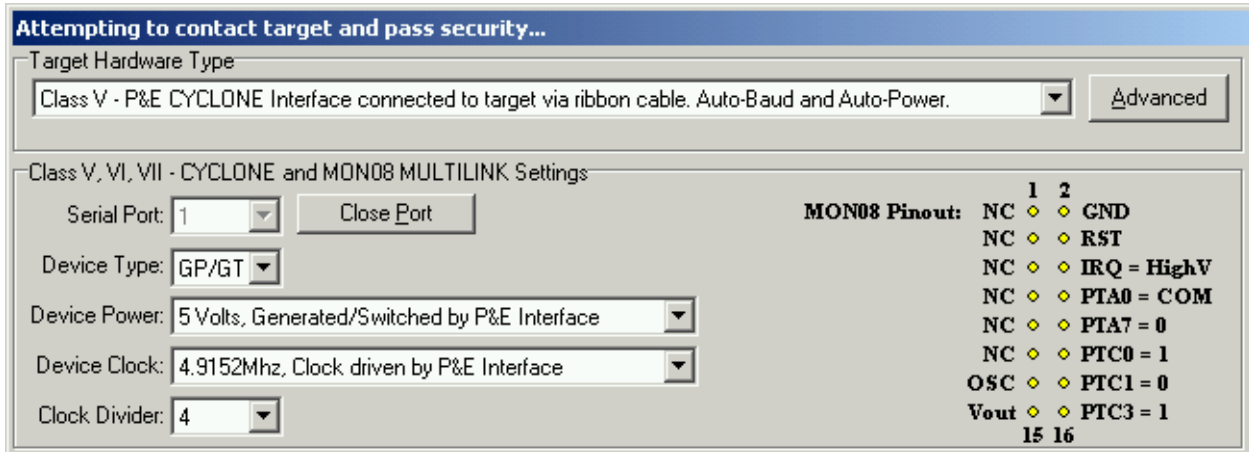 Attempting to contact target and pass security...
Target Hardware Type
Class V - P&E CYCLONE Interface connected to target via ribbon cable. Auto-Baud and Auto-Power.
Advanced
Class V, VI, VII - CYCLONE and MON08 MULTILINK Settings
Serial Port: 1 Close Port
Device Type: GP/GT
Device Power: 5 Volts, Generated/Switched by P&E Interface
Device Clock: 4.9152Mhz, Clock driven by P&E Interface
Clock Divider: 4
1 2
MON08 Pinout: NC GND
NC RST
NC IRQ = HighV
NC PTA0 = COM
NC PTA7 = 0
NC PTC0 = 1
OSC PTC1 = 0
Vout PTC3 = 1
15 16